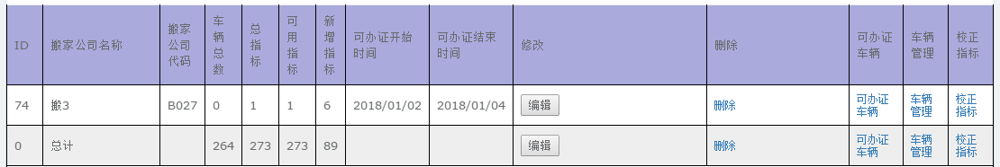 ID 搬家公司名称 搬家公司代码 车辆总数 总指标 可用指标 新增指标 可办证开始时间 可办证结束时间 修改 删除 可办证车辆 车辆管理 校正指标
74 搬3 B027 0 1 1 6 2018/01/02 2018/01/04 编辑 删除 可办证车辆 车辆管理 校正指标
0 总计 264 273 273 89 编辑 删除 可办证车辆 车辆管理 校正指标